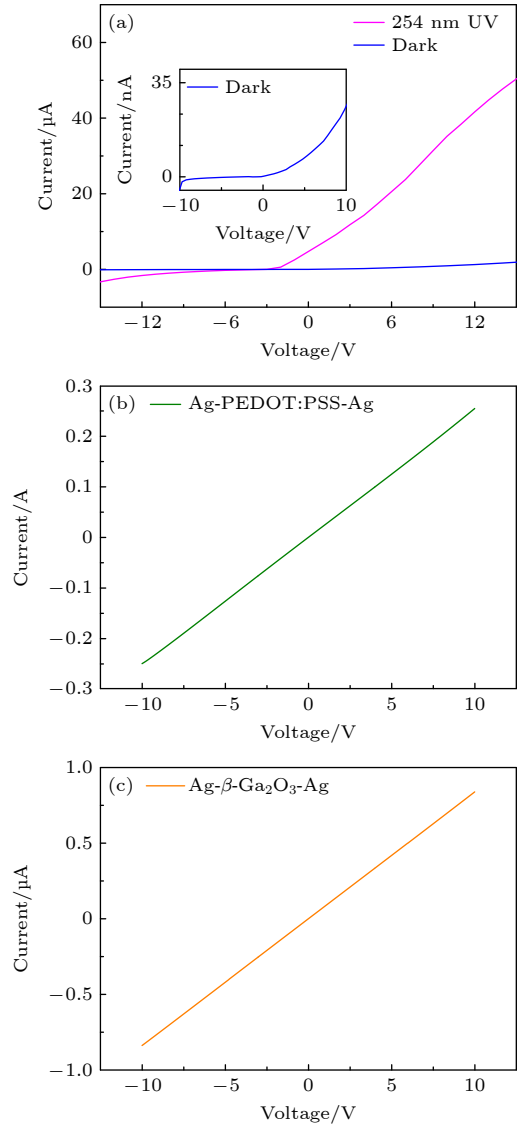 (a)
254 nm UV
Dark
60
40
20
0
Current/μA
−12
−6
0
6
12
Voltage/V
Dark
35
0
Current/nA
−10
0
10
Voltage/V
(b)
Ag-PEDOT:PSS-Ag
0.3
0.2
0.1
0
−0.1
−0.2
−0.3
Current/A
−10
−5
0
5
10
Voltage/V
(c)
Ag-β-Ga₂O₃-Ag
1.0
0.5
0
−0.5
−1.0
Current/μA
−10
−5
0
5
10
Voltage/V